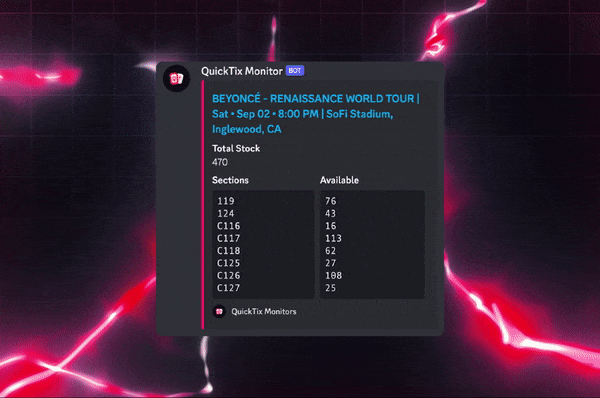 QuickTix Monitor BOT
BEYONCÉ - RENAISSANCE WORLD TOUR |
Sat • Sep 02 • 8:00 PM | SoFi Stadium,
Inglewood, CA
Total Stock
470
Sections Available
119 76
124 43
C116 16
C117 113
C118 62
C125 27
C126 108
C127 25
QuickTix Monitors